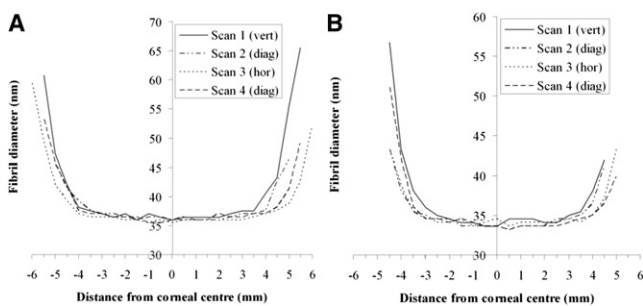 A
70
65
60
55
50
45
40
35
30
Fibril diameter (nm)
Scan 1 (vert)
Scan 2 (diag)
Scan 3 (hor)
Scan 4 (diag)
-6 -5 -4 -3 -2 -1 0 1 2 3 4 5 6
Distance from corneal centre (mm)
B
60
55
50
45
40
35
30
Fibril diameter (nm)
Scan 1 (vert)
Scan 2 (diag)
Scan 3 (hor)
Scan 4 (diag)
-6 -5 -4 -3 -2 -1 0 1 2 3 4 5 6
Distance from corneal centre (mm)